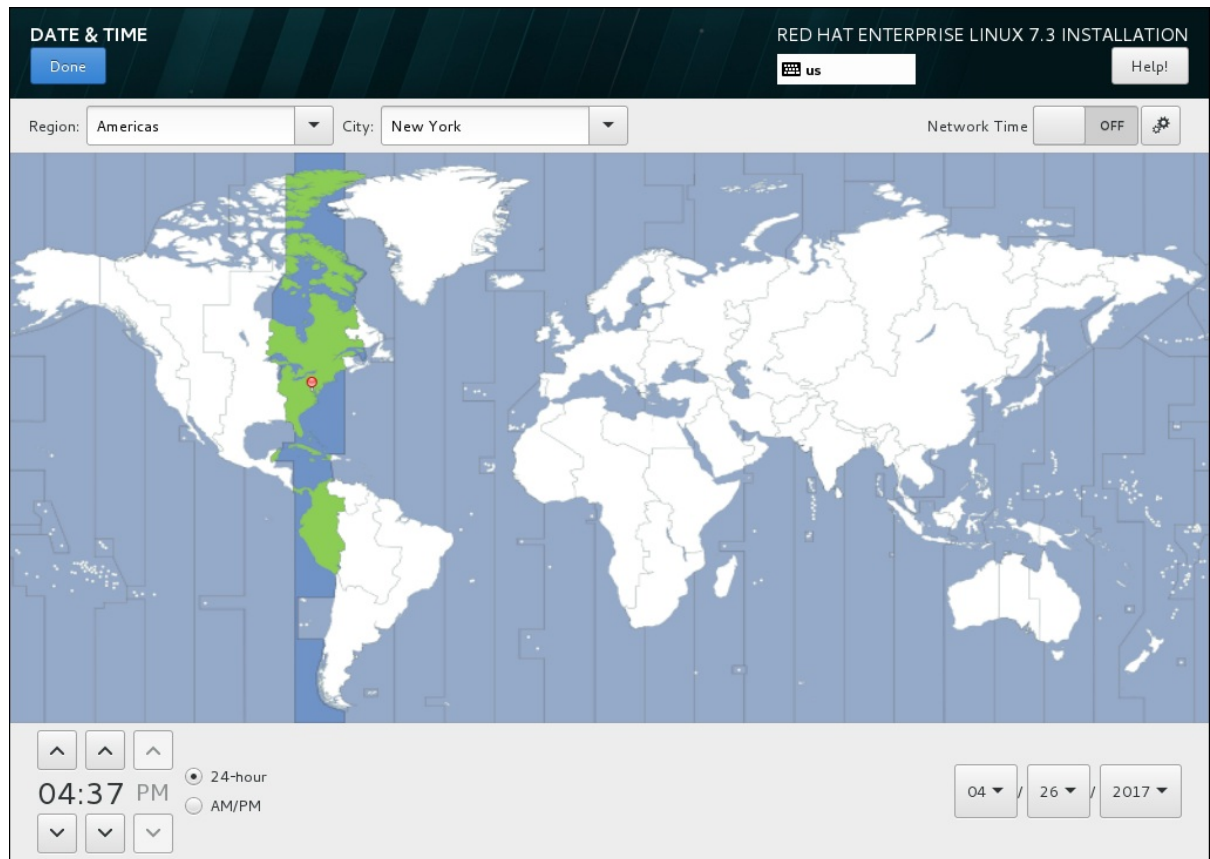 DATE & TIME
RED HAT ENTERPRISE LINUX 7.3 INSTALLATION
Done
us
Help!
Region: Americas City: New York Network Time OFF
04:37 PM
24-hour
AM/PM
04 / 26 / 2017